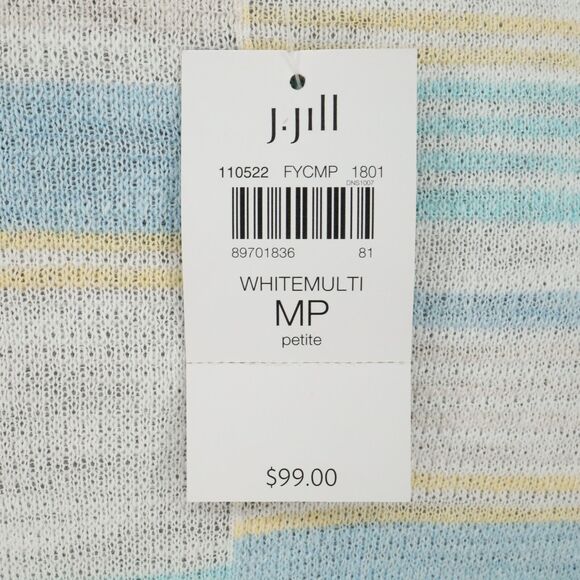 J.Jill
110522 FYCMP 1801
DNS1007
89701836 81
WHITEMULTI
MP
petite
$99.00